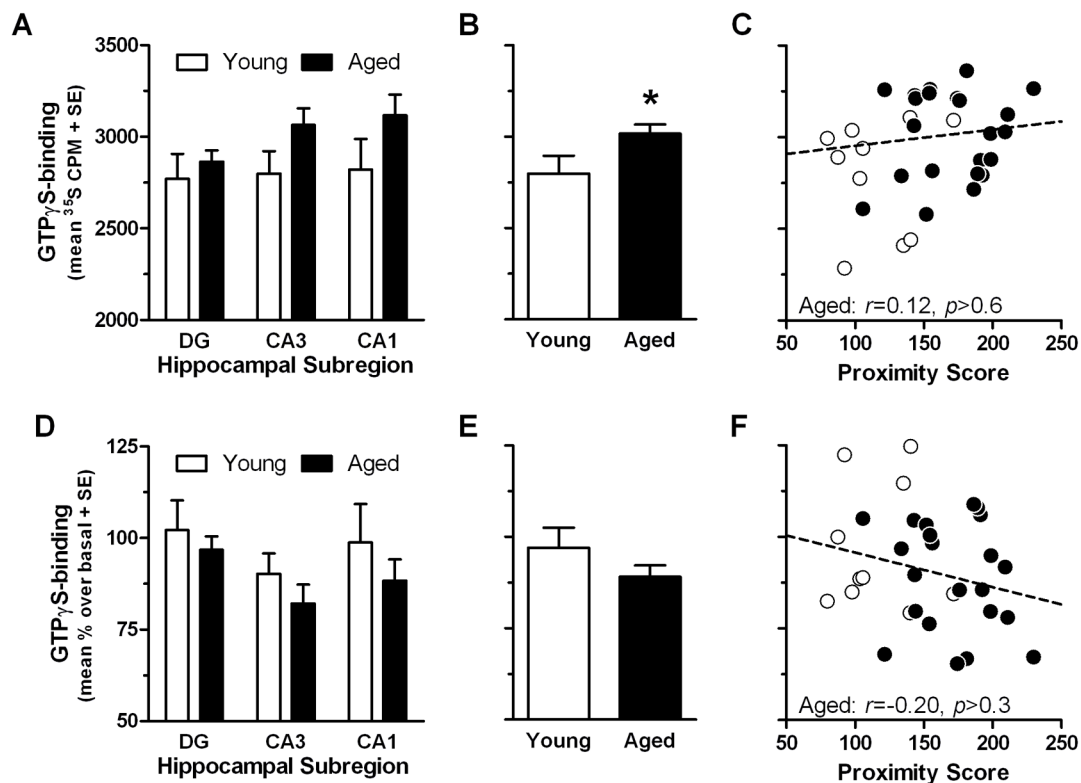 A
GTPγS-binding
(mean ³⁵S CPM + SE)
3500
3000
2500
2000
Young
Aged
DG
CA3
CA1
Hippocampal Subregion
B
*
Young
Aged
C
Aged: r=0.12, p>0.6
50
100
150
200
250
Proximity Score
D
GTPγS-binding
(mean % over basal + SE)
125
100
75
50
Young
Aged
DG
CA3
CA1
Hippocampal Subregion
E
Young
Aged
F
Aged: r=-0.20, p>0.3
50
100
150
200
250
Proximity Score